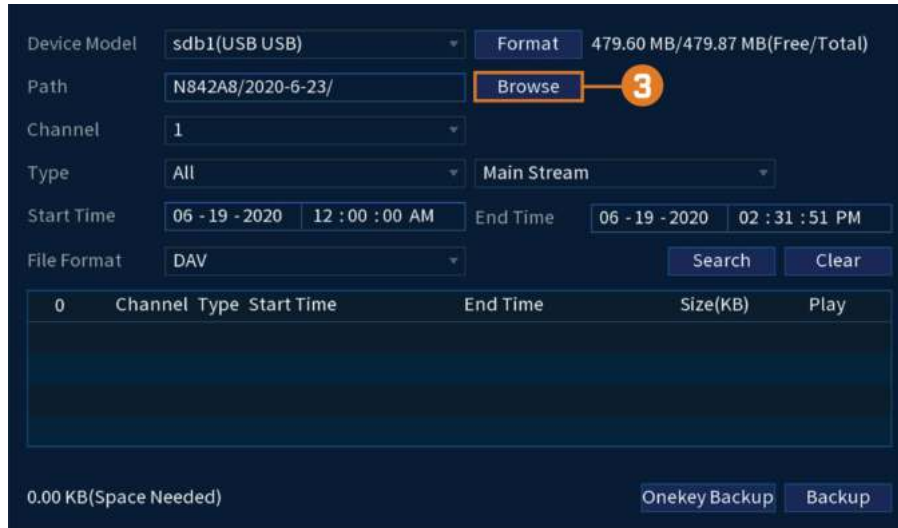 Device Model sdb1(USB USB) Format 479.60 MB/479.87 MB(Free/Total)
Path N842A8/2020-6-23/ Browse 3
Channel 1
Type All Main Stream
Start Time 06 - 19 - 2020 12 : 00 : 00 AM End Time 06 - 19 - 2020 02 : 31 : 51 PM
File Format DAV Search Clear
0 Channel Type Start Time End Time Size(KB) Play
0.00 KB(Space Needed) Onekey Backup Backup